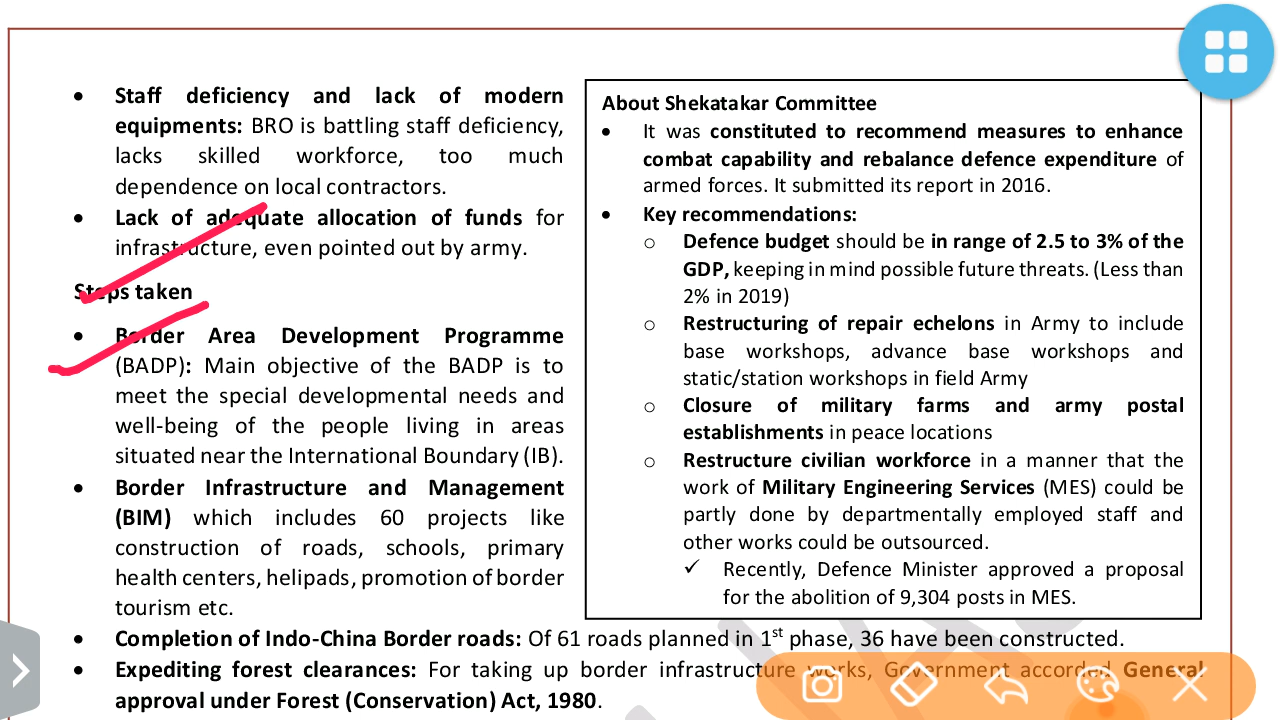 • Staff deficiency and lack of modern
equipments: BRO is battling staff deficiency,
lacks skilled workforce, too much
dependence on local contractors.
• Lack of adequate allocation of funds for
infrastructure, even pointed out by army.
Steps taken
• Border Area Development Programme
(BADP): Main objective of the BADP is to
meet the special developmental needs and
well-being of the people living in areas
situated near the International Boundary (IB).
• Border Infrastructure and Management
(BIM) which includes 60 projects like
construction of roads, schools, primary
health centers, helipads, promotion of border
tourism etc.
About Shekatakar Committee
• It was constituted to recommend measures to enhance
combat capability and rebalance defence expenditure of
armed forces. It submitted its report in 2016.
• Key recommendations:
o Defence budget should be in range of 2.5 to 3% of the
GDP, keeping in mind possible future threats. (Less than
2% in 2019)
o Restructuring of repair echelons in Army to include
base workshops, advance base workshops and
static/station workshops in field Army
o Closure of military farms and army postal
establishments in peace locations
o Restructure civilian workforce in a manner that the
work of Military Engineering Services (MES) could be
partly done by departmentally employed staff and
other works could be outsourced.
✓ Recently, Defence Minister approved a proposal
for the abolition of 9,304 posts in MES.
• Completion of Indo-China Border roads: Of 61 roads planned in 1st phase, 36 have been constructed.
• Expediting forest clearances: For taking up border infrastructure works, Government accorded General
approval under Forest (Conservation) Act, 1980.